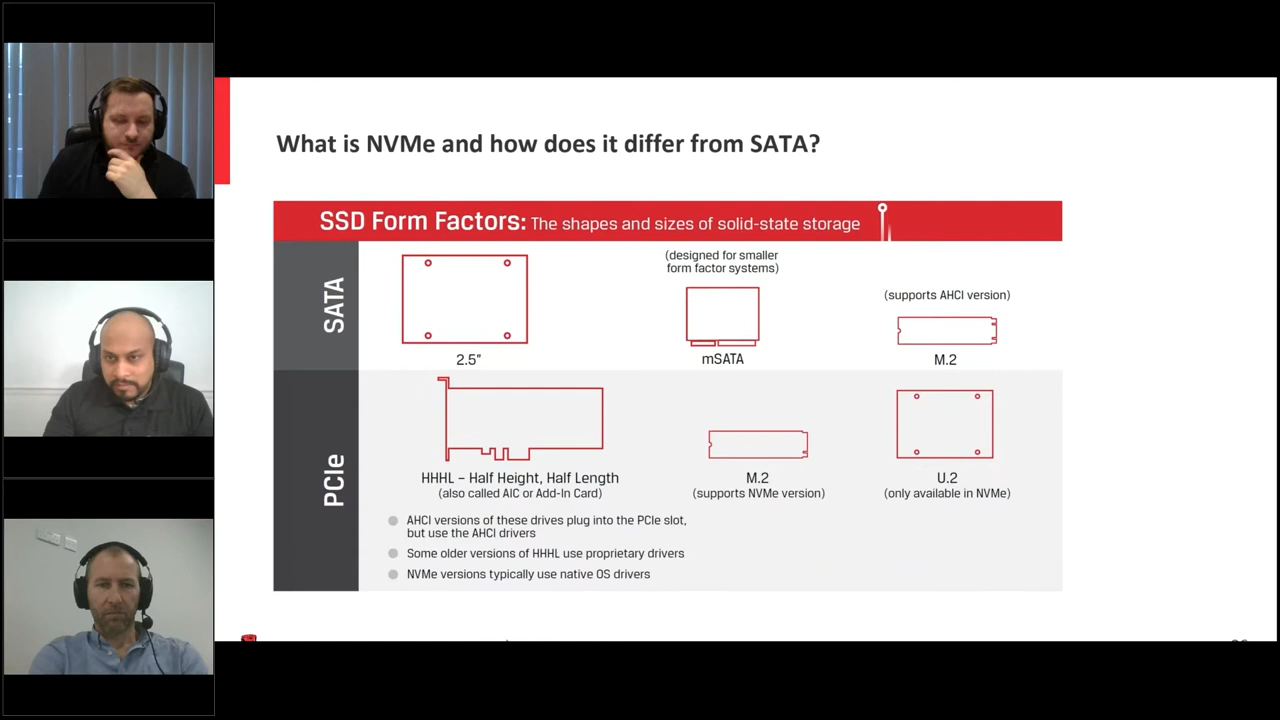 What is NVMe and how does it differ from SATA?
SSD Form Factors: The shapes and sizes of solid-state storage
SATA
2.5"
(designed for smaller
form factor systems)
mSATA
(supports AHCI version)
M.2
PCIe
HHHL – Half Height, Half Length
(also called AIC or Add-In Card)
M.2
(supports NVMe version)
U.2
(only available in NVMe)
AHCI versions of these drives plug into the PCIe slot,
but use the AHCI drivers
Some older versions of HHHL use proprietary drivers
NVMe versions typically use native OS drivers